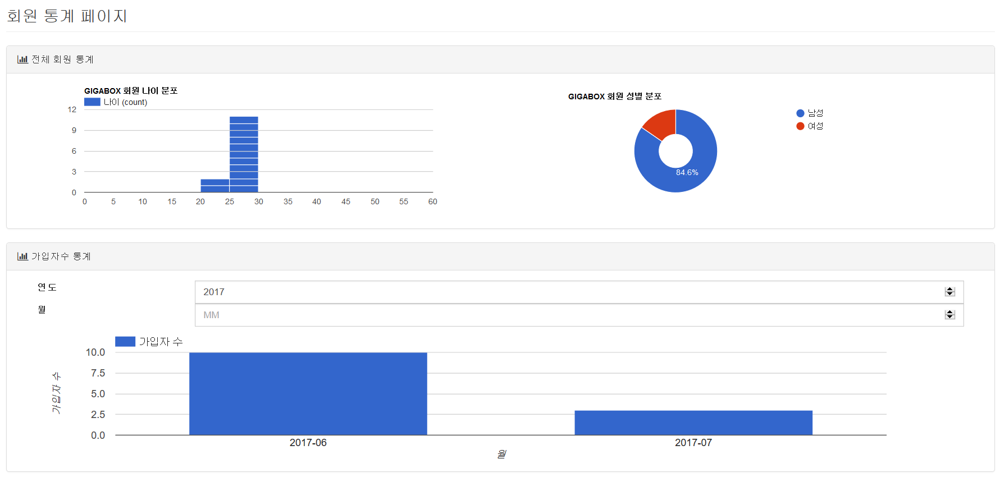 회원 통계 페이지
전체 회원 통계
GIGABOX 회원 나이 분포
나이 (count)
12
9
6
3
0
0 5 10 15 20 25 30 35 40 45 50 55 60
GIGABOX 회원 성별 분포
남성
여성
84.6%
가입자수 통계
연도
2017
월
MM
가입자 수
10.0
7.5
5.0
2.5
0.0
가입자 수
2017-06 2017-07
월